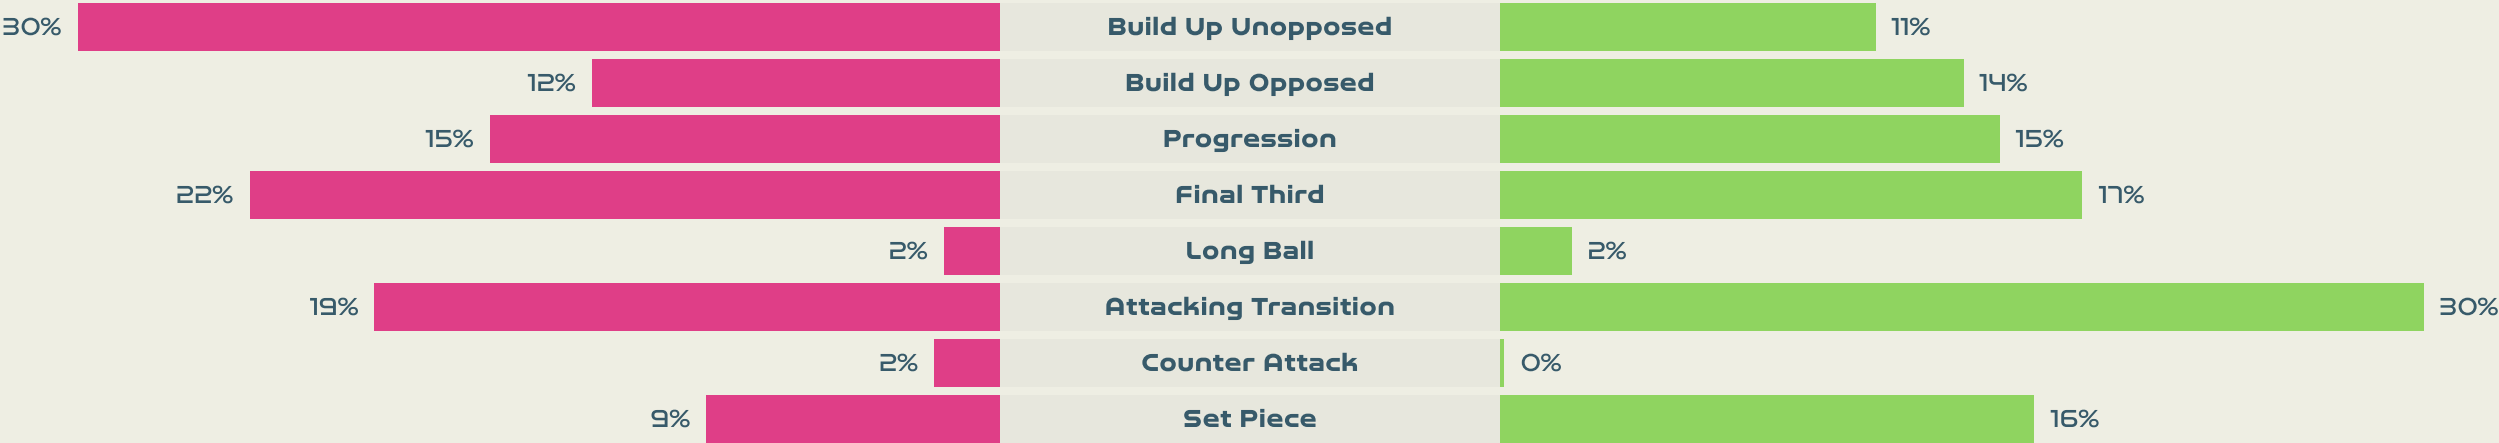 30% Build Up Unopposed 11%
12% Build Up Opposed 14%
15% Progression 15%
22% Final Third 17%
2% Long Ball 2%
19% Attacking Transition 30%
2% Counter Attack 0%
9% Set Piece 16%